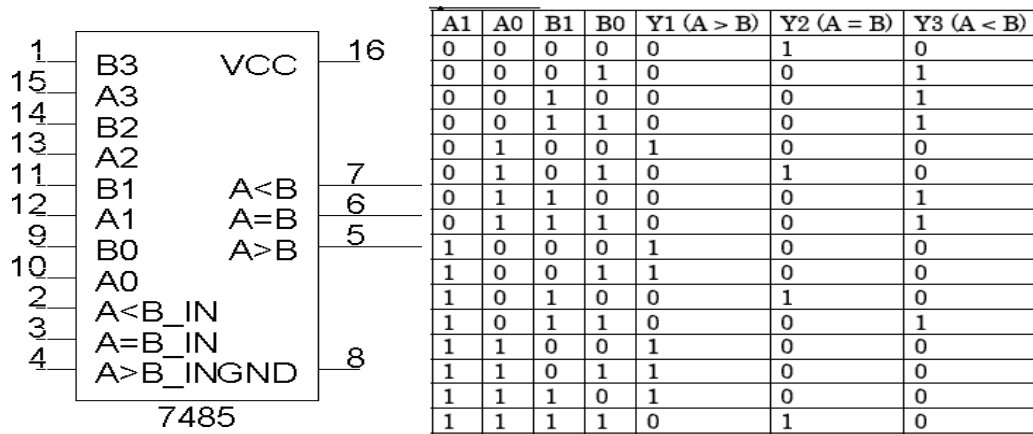 1 B3 VCC 16
15 A3
14 B2
13 A2
11 B1 A<B 7
12 A1 A=B 6
9 B0 A>B 5
10 A0
2 A<B_IN
3 A=B_IN
4 A>B_IN GND 8
7485
A1 A0 B1 B0 Y1 (A > B) Y2 (A = B) Y3 (A < B)
0 0 0 0 0 1 0
0 0 0 1 0 0 1
0 0 1 0 0 0 1
0 0 1 1 0 0 1
0 1 0 0 1 0 0
0 1 0 1 0 1 0
0 1 1 0 0 0 1
0 1 1 1 0 0 1
1 0 0 0 1 0 0
1 0 0 1 1 0 0
1 0 1 0 0 1 0
1 0 1 1 0 0 1
1 1 0 0 1 0 0
1 1 0 1 1 0 0
1 1 1 0 1 0 0
1 1 1 1 0 1 0